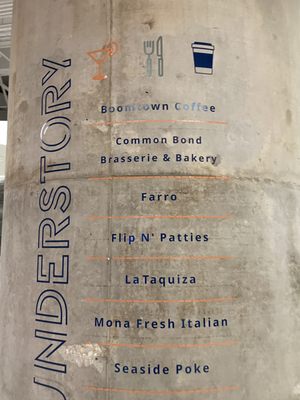 UNDERSTORY
Boomtown Coffee
Common Bond
Brasserie & Bakery
Farro
Flip N' Patties
LaTaquiza
Mona Fresh Italian
Seaside Poke